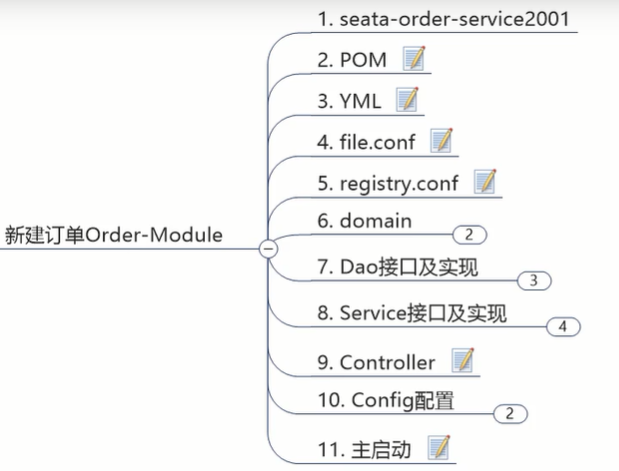 1. seata-order-service2001
2. POM
3. YML
4. file.conf
5. registry.conf
新建订单Order-Module
6. domain
2
7. Dao接口及实现
3
8. Service接口及实现
4
9. Controller
10. Config配置
2
11. 主启动